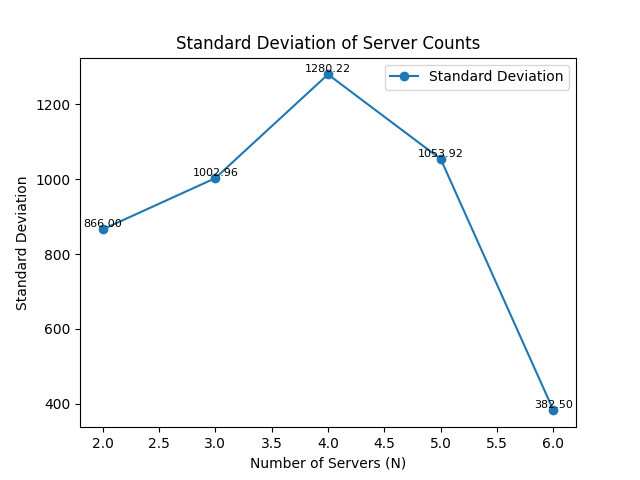 Standard Deviation of Server Counts
Standard Deviation
1280.22
1053.92
1002.96
866.00
382.50
1200
1000
800
600
400
Standard Deviation
2.0 2.5 3.0 3.5 4.0 4.5 5.0 5.5 6.0
Number of Servers (N)